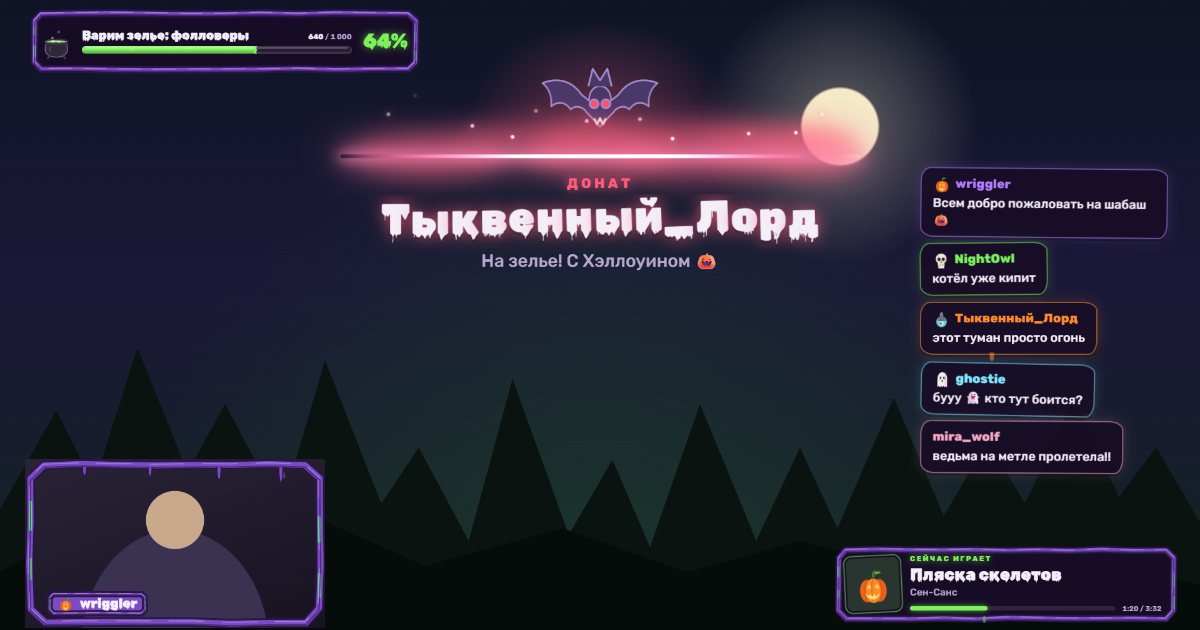 Варим зелье: фолловеры 640 / 1 000 64%
ДОНАТ
Тыквенный_Лорд
На зелье! С Хэллоуином
wriggler
Всем добро пожаловать на шабаш
NightOwl
котёл уже кипит
Тыквенный_Лорд
этот туман просто огонь
ghostie
бууу кто тут боится?
mira_wolf
ведьма на метле пролетела!!
wriggler
СЕЙЧАС ИГРАЕТ
Пляска скелетов
Сен-Санс
1:20 / 3:32